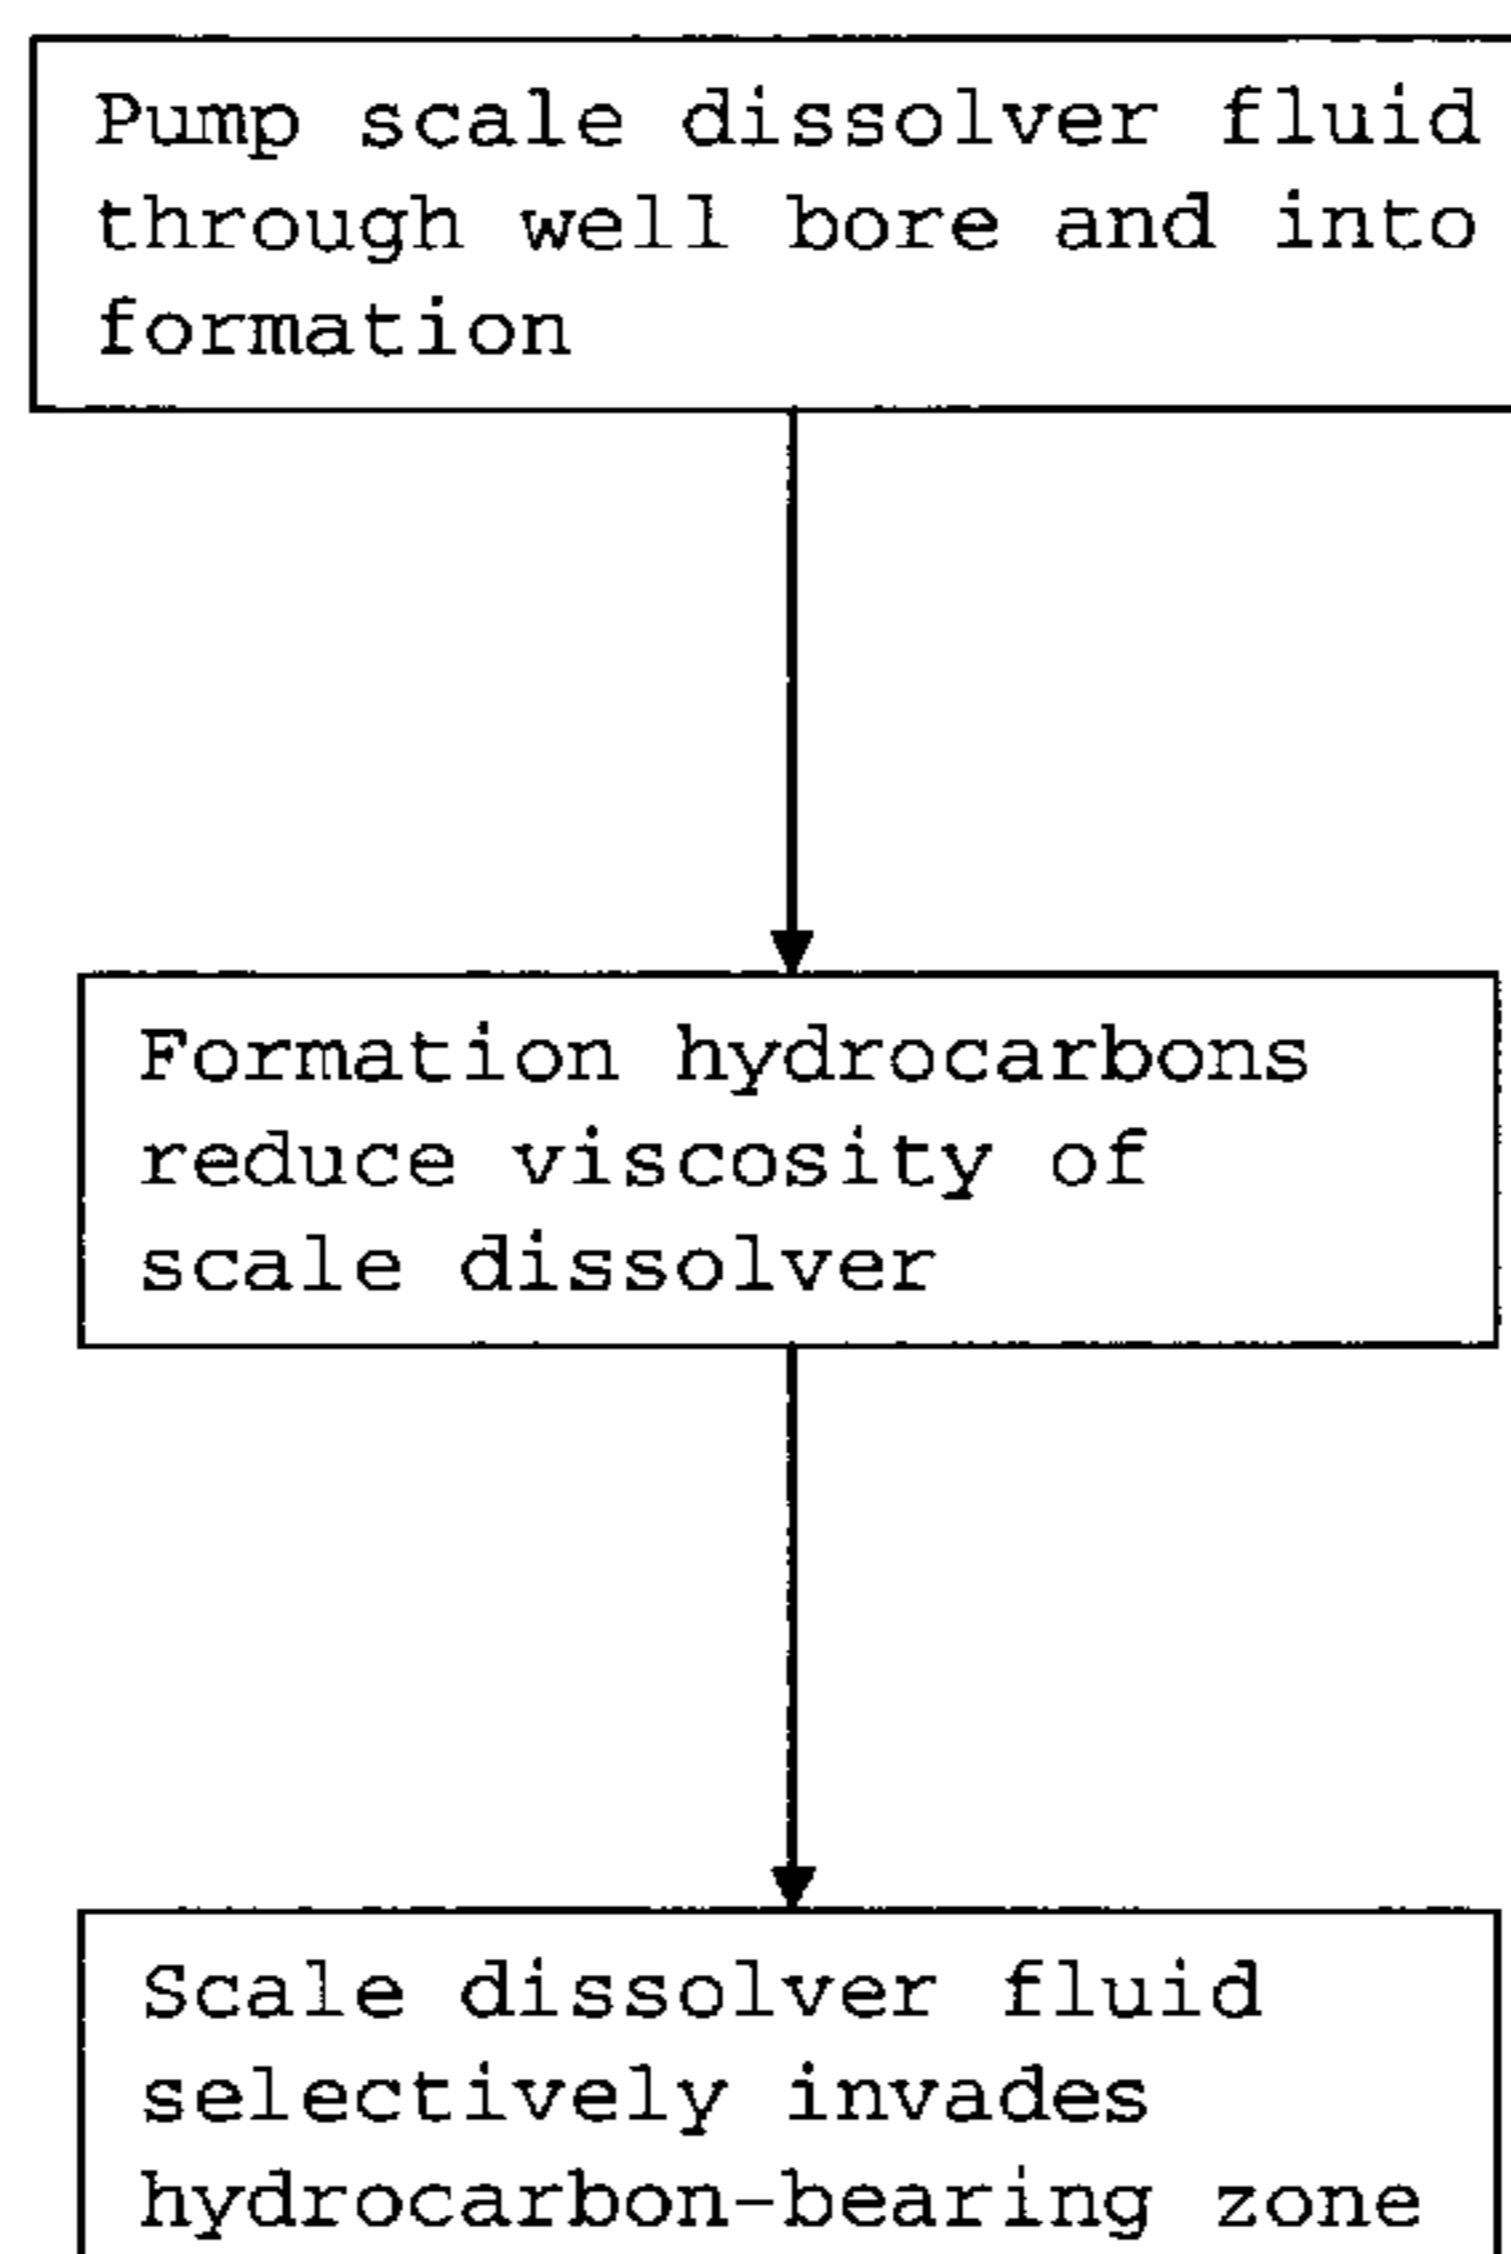 Pump scale dissolver fluid
through well bore and into
formation
Formation hydrocarbons
reduce viscosity of
scale dissolver
Scale dissolver fluid
selectively invades
hydrocarbon-bearing zone